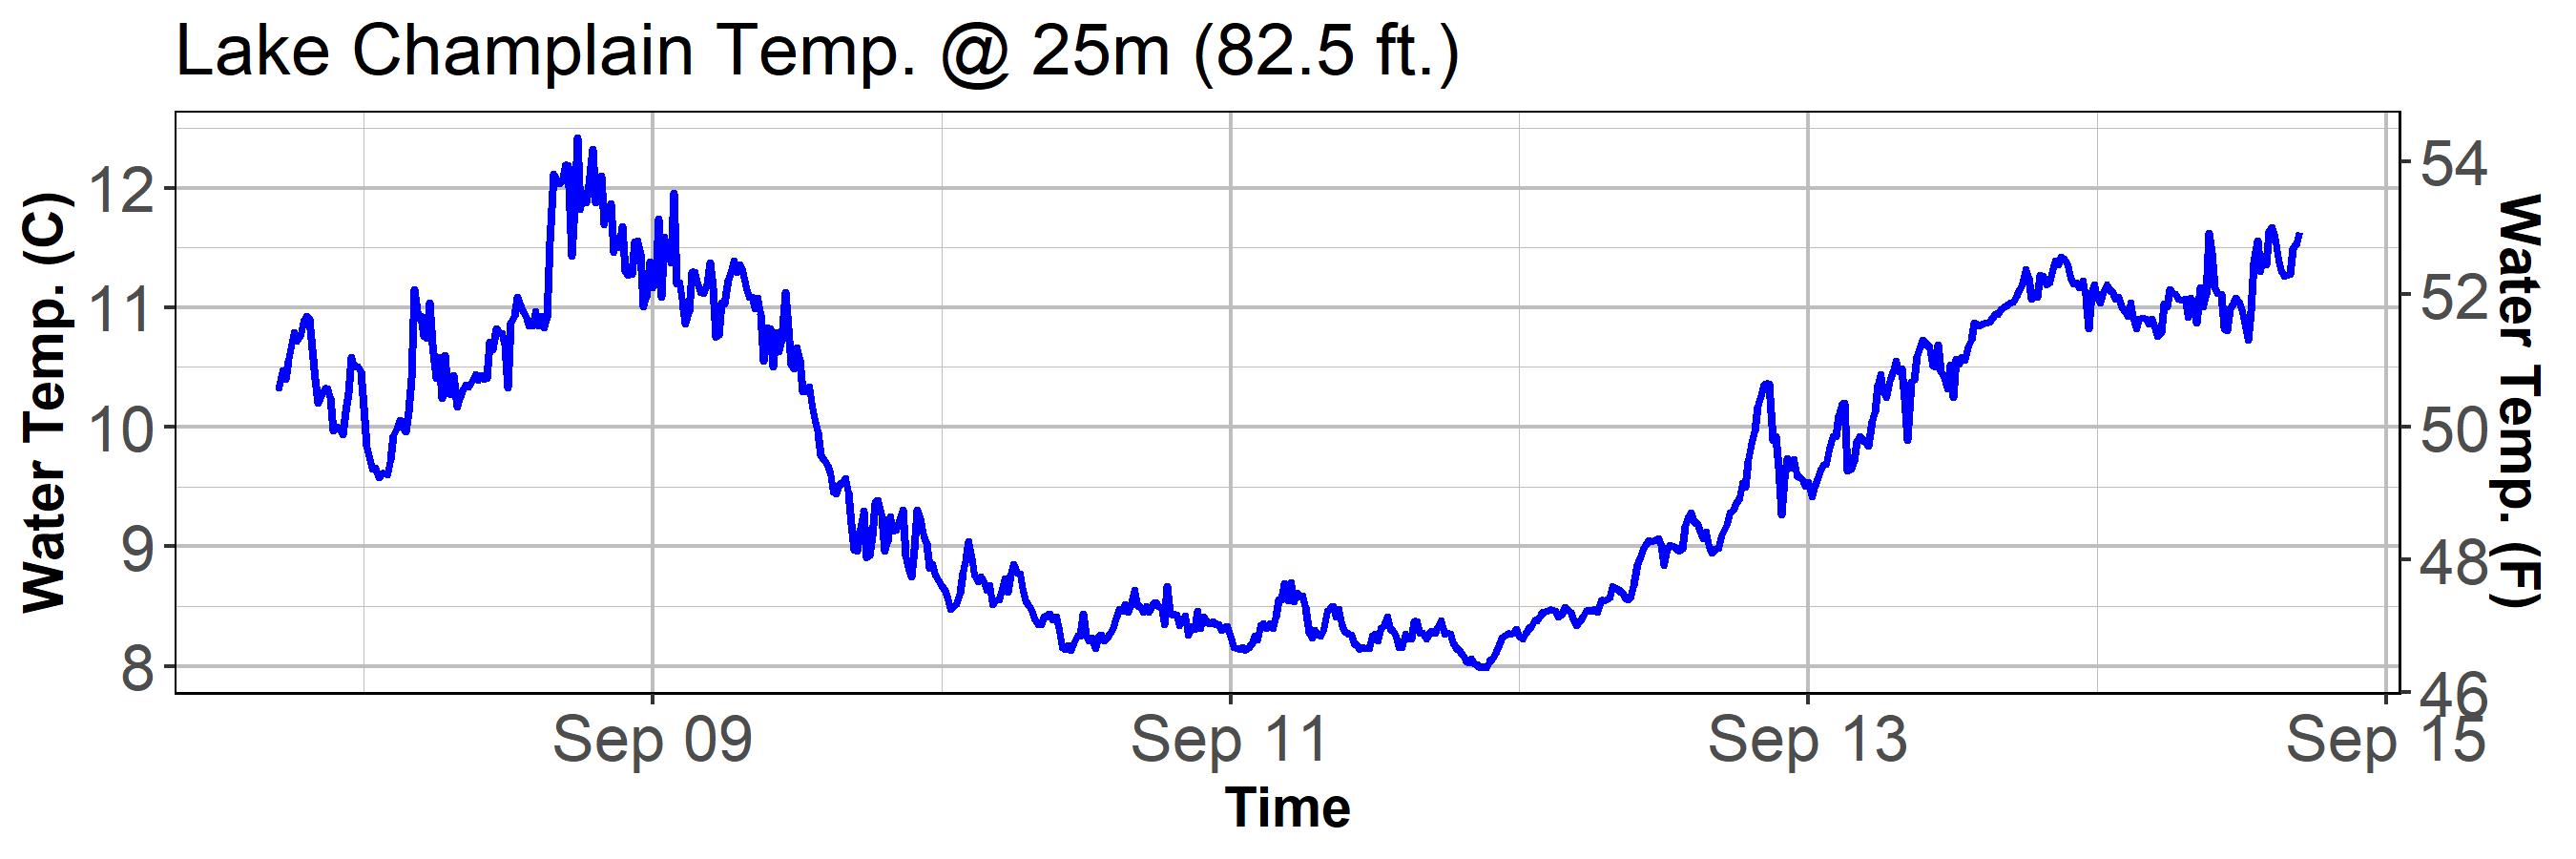 Lake Champlain Temp. @ 25m (82.5 ft.)
Water Temp. (C)
12
11
10
9
8
54
52
50
48
46
Water Temp. (F)
Sep 09 Sep 11 Sep 13 Sep 15
Time